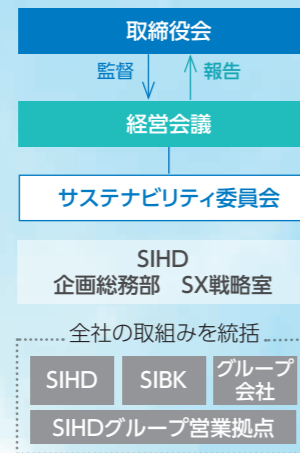 取締役会
監督 報告
経営会議
サステナビリティ委員会
SIHD
企画総務部 SX戦略室
全社の取組みを統括
SIHD SIBK グループ
会社
SIHDグループ営業拠点